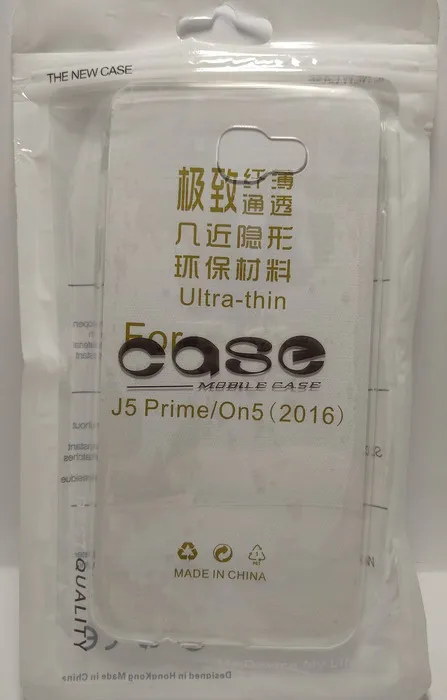 THE NEW CASE
极致纤薄
通透
几近隐形
环保材料
Ultra-thin
For
case
MOBILE CASE
J5 Prime/On5(2016)
MADE IN CHINA
QUALITY
Designed in HongKong Made in China